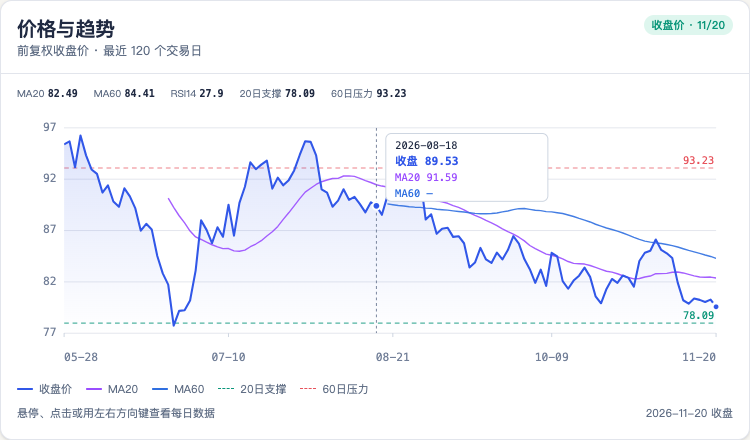 价格与趋势
收盘价 · 11/20
前复权收盘价 · 最近 120 个交易日
MA20 82.49 MA60 84.41 RSI14 27.9 20日支撑 78.09 60日压力 93.23
97
2026-08-18
收盘 89.53
MA20 91.59
MA60 —
93.23
92
87
82
78.09
77
05-28 07-10 08-21 10-09 11-20
收盘价 MA20 MA60 20日支撑 60日压力
悬停、点击或用左右方向键查看每日数据
2026-11-20 收盘